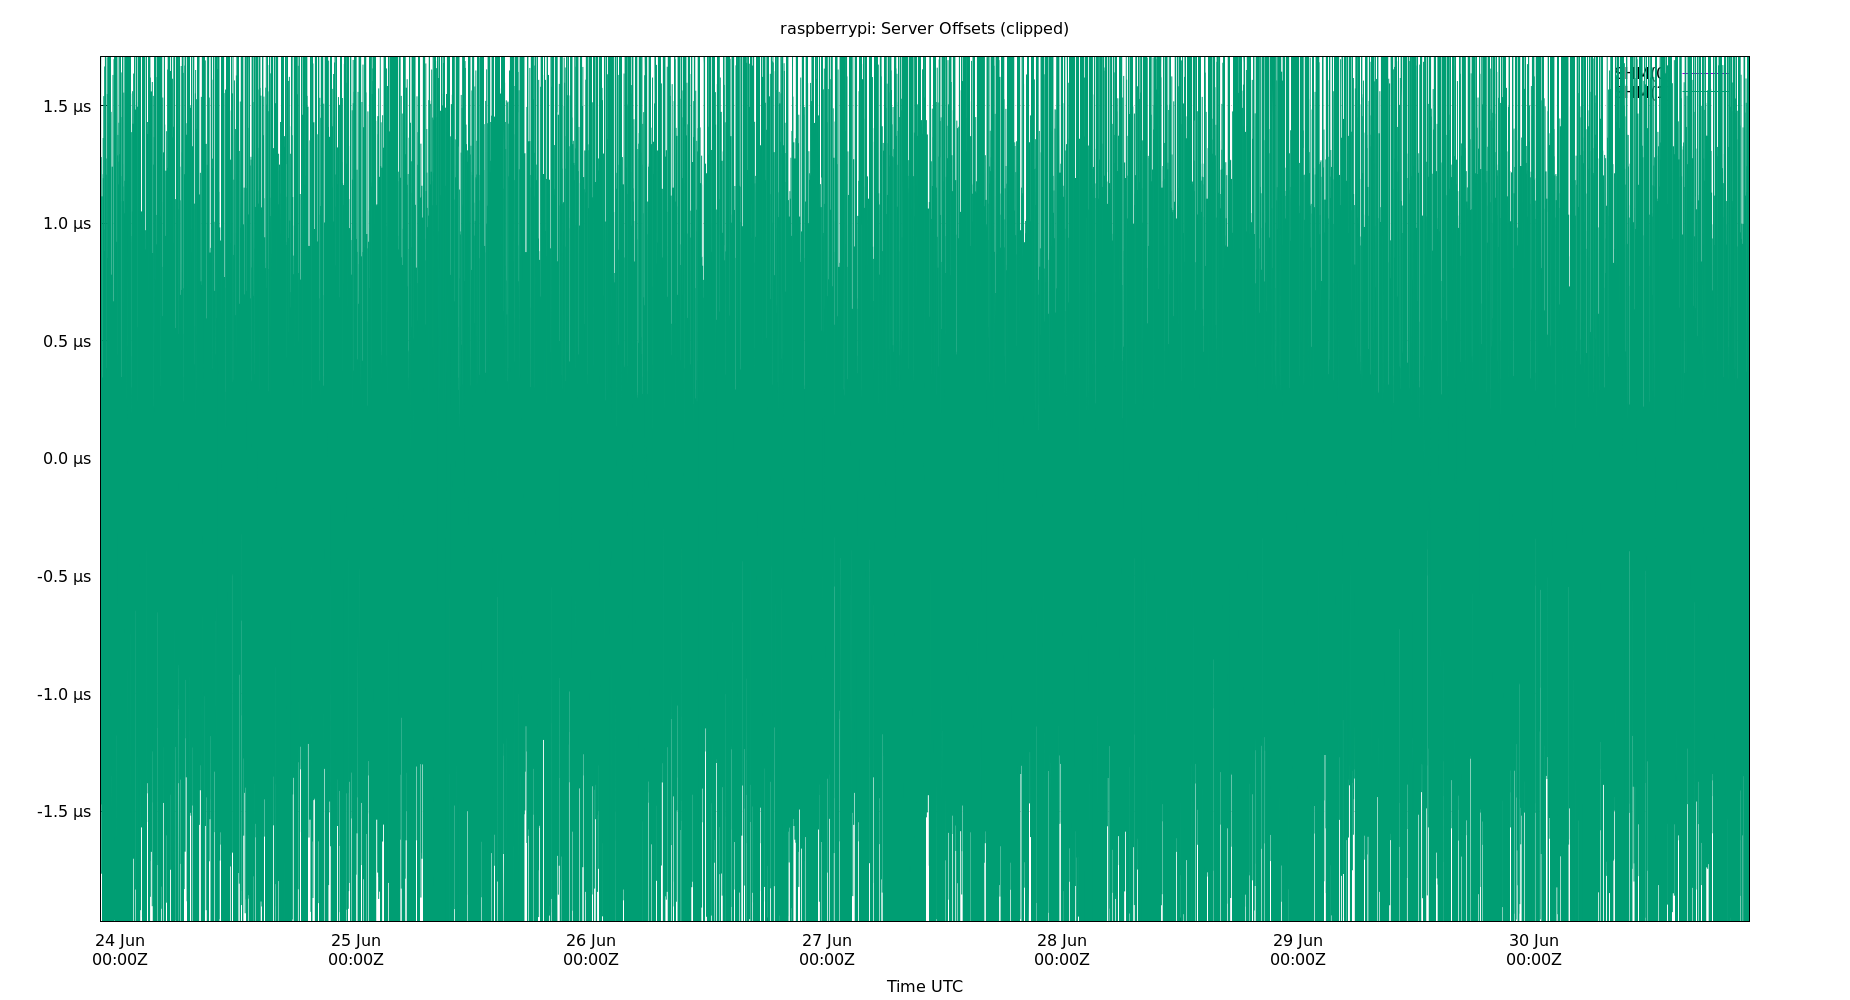 raspberrypi: Server Offsets (clipped)
1.5 µs
1.0 µs
0.5 µs
0.0 µs
-0.5 µs
-1.0 µs
-1.5 µs
24 Jun 25 Jun 26 Jun 27 Jun 28 Jun 29 Jun 30 Jun
00:00Z 00:00Z 00:00Z 00:00Z 00:00Z 00:00Z 00:00Z
Time UTC